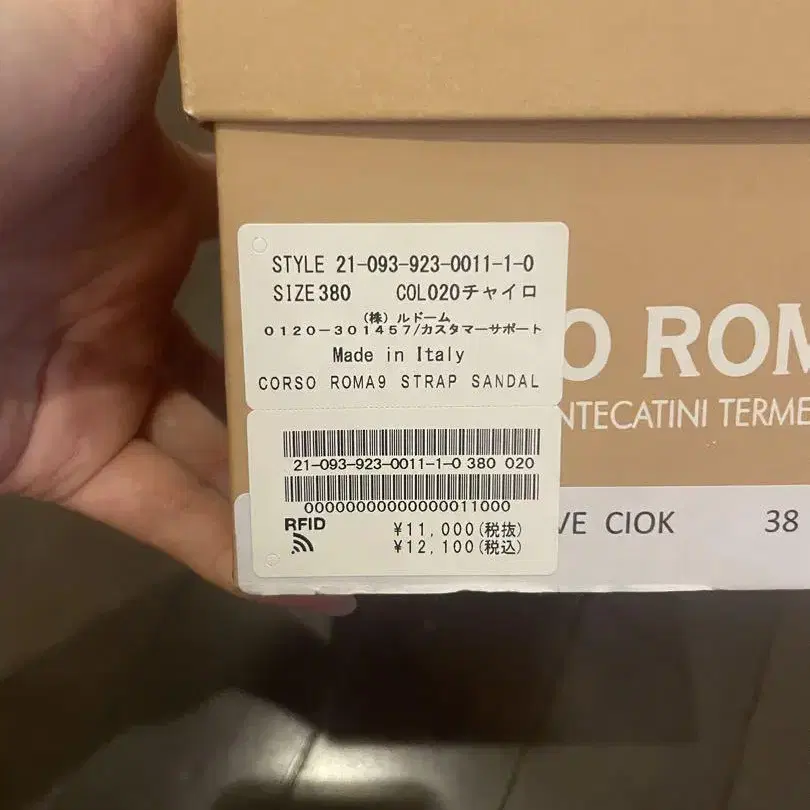 STYLE 21-093-923-0011-1-0
SIZE380 COL020チャイロ
(株)ルドーム
0120-301457/カスタマーサポート
Made in Italy
CORSO ROMA9 STRAP SANDAL
21-093-923-0011-1-0 380 020
00000000000000011000
RFID
¥11,000(税抜)
¥12,100(税込)
O ROM
NTECATINI TERME
VE CIOK 38